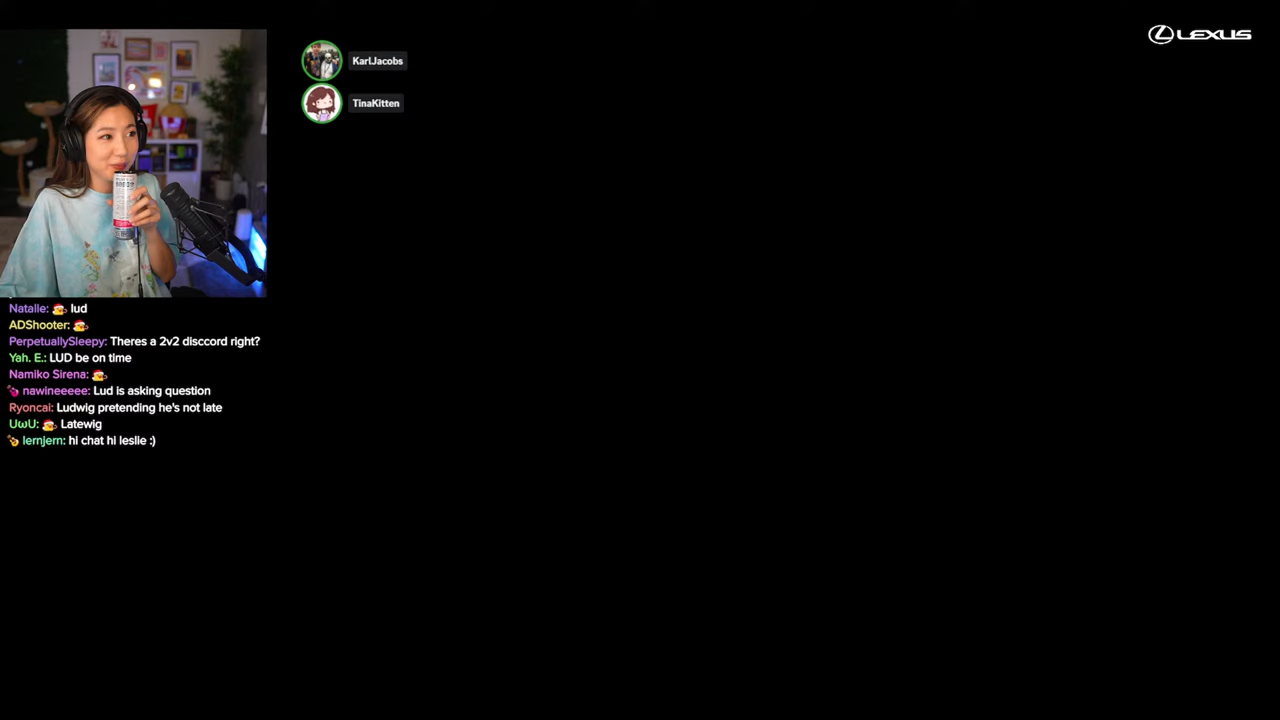 LEXUS
KarlJacobs
TinaKitten
Natalie: lud
ADShooter:
PerpetuallySleepy: Theres a 2v2 disccord right?
Yah. E.: LUD be on time
Namiko Sirena:
nawineeeee: Lud is asking question
Ryoncai: Ludwig pretending he's not late
UωU: Latewig
lernjern: hi chat hi leslie :)